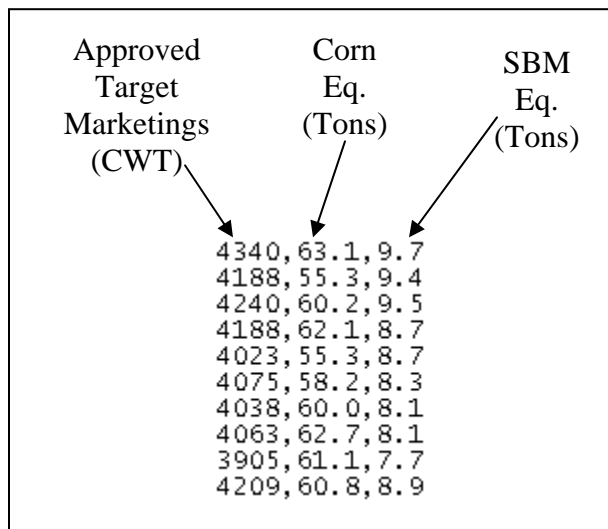 Approved
Target
Marketings
(CWT)
Corn
Eq.
(Tons)
SBM
Eq.
(Tons)
4340,63.1,9.7
4188,55.3,9.4
4240,60.2,9.5
4188,62.1,8.7
4023,55.3,8.7
4075,58.2,8.3
4038,60.0,8.1
4063,62.7,8.1
3905,61.1,7.7
4209,60.8,8.9